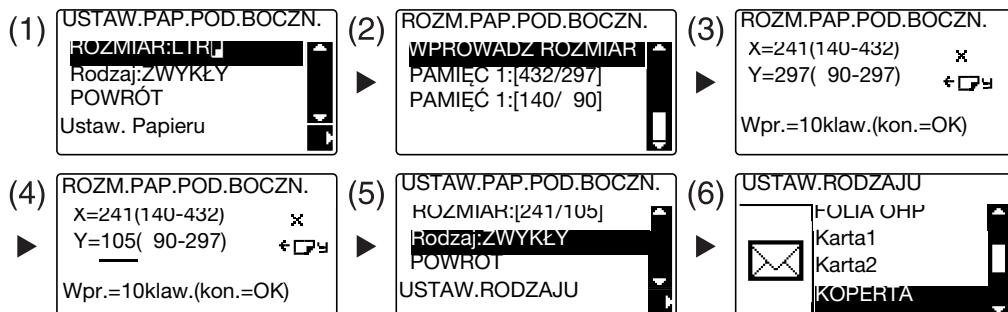 (1)
USTAW.PAP.POD.BOCZN.
ROZMIAR:LTR
Rodzaj:ZWYKŁY
POWRÓT
Ustaw. Papieru
(2)
ROZM.PAP.POD.BOCZN.
WPROWADZ ROZMIAR
PAMIĘĆ 1:[432/297]
PAMIĘĆ 1:[140/ 90]
(3)
ROZM.PAP.POD.BOCZN.
X=241(140-432)
x
Y=297( 90-297)
y
Wpr.=10klaw.(kon.=OK)
(4)
ROZM.PAP.POD.BOCZN.
X=241(140-432)
x
Y=105( 90-297)
y
Wpr.=10klaw.(kon.=OK)
(5)
USTAW.PAP.POD.BOCZN.
ROZMIAR:[241/105]
Rodzaj:ZWYKŁY
POWRÓT
USTAW.RODZAJU
(6)
USTAW.RODZAJU
FOLIA OHP
Karta1
Karta2
KOPERTA